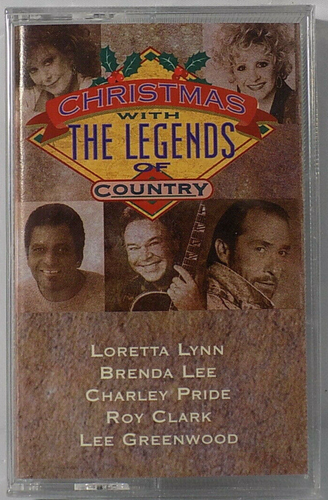 CHRISTMAS
WITH
THE LEGENDS
OF
COUNTRY
LORETTA LYNN
BRENDA LEE
CHARLEY PRIDE
ROY CLARK
LEE GREENWOOD